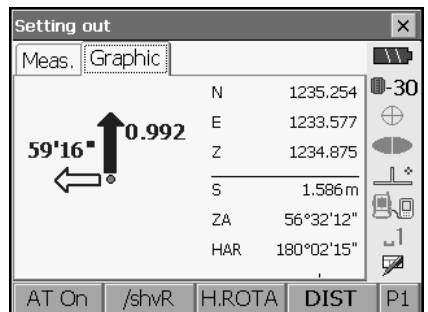 Setting out
Meas. Graphic
-30
N 1235.254
0.992 E 1233.577
59'16" Z 1234.875
S 1.586 m
ZA 56°32'12"
HAR 180°02'15"
1
AT On /shvR H.ROTA DIST P1